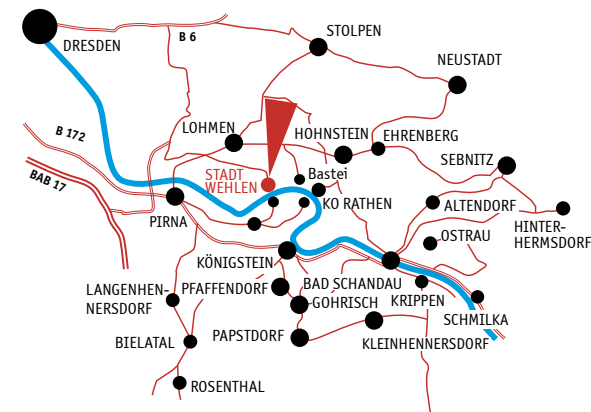 B 6
STOLPEN
DRESDEN
NEUSTADT
B 172
LOHMEN
HOHNSTEIN
EHRENBERG
BAB 17
STADT
WEHLEN
Bastei
SEBNITZ
KO RATHEN
ALTENDORF
PIRNA
HINTER-
HERMSDORF
OSTRAU
KÖNIGSTEIN
LANGENHEN-
NERSDORF
PFAFFENDORF
BAD SCHANDAU
GOHRISCH
KRIPPEN
SCHMILKA
BIELATAL
PAPSTDORF
KLEINHENNERSDORF
ROSENTHAL